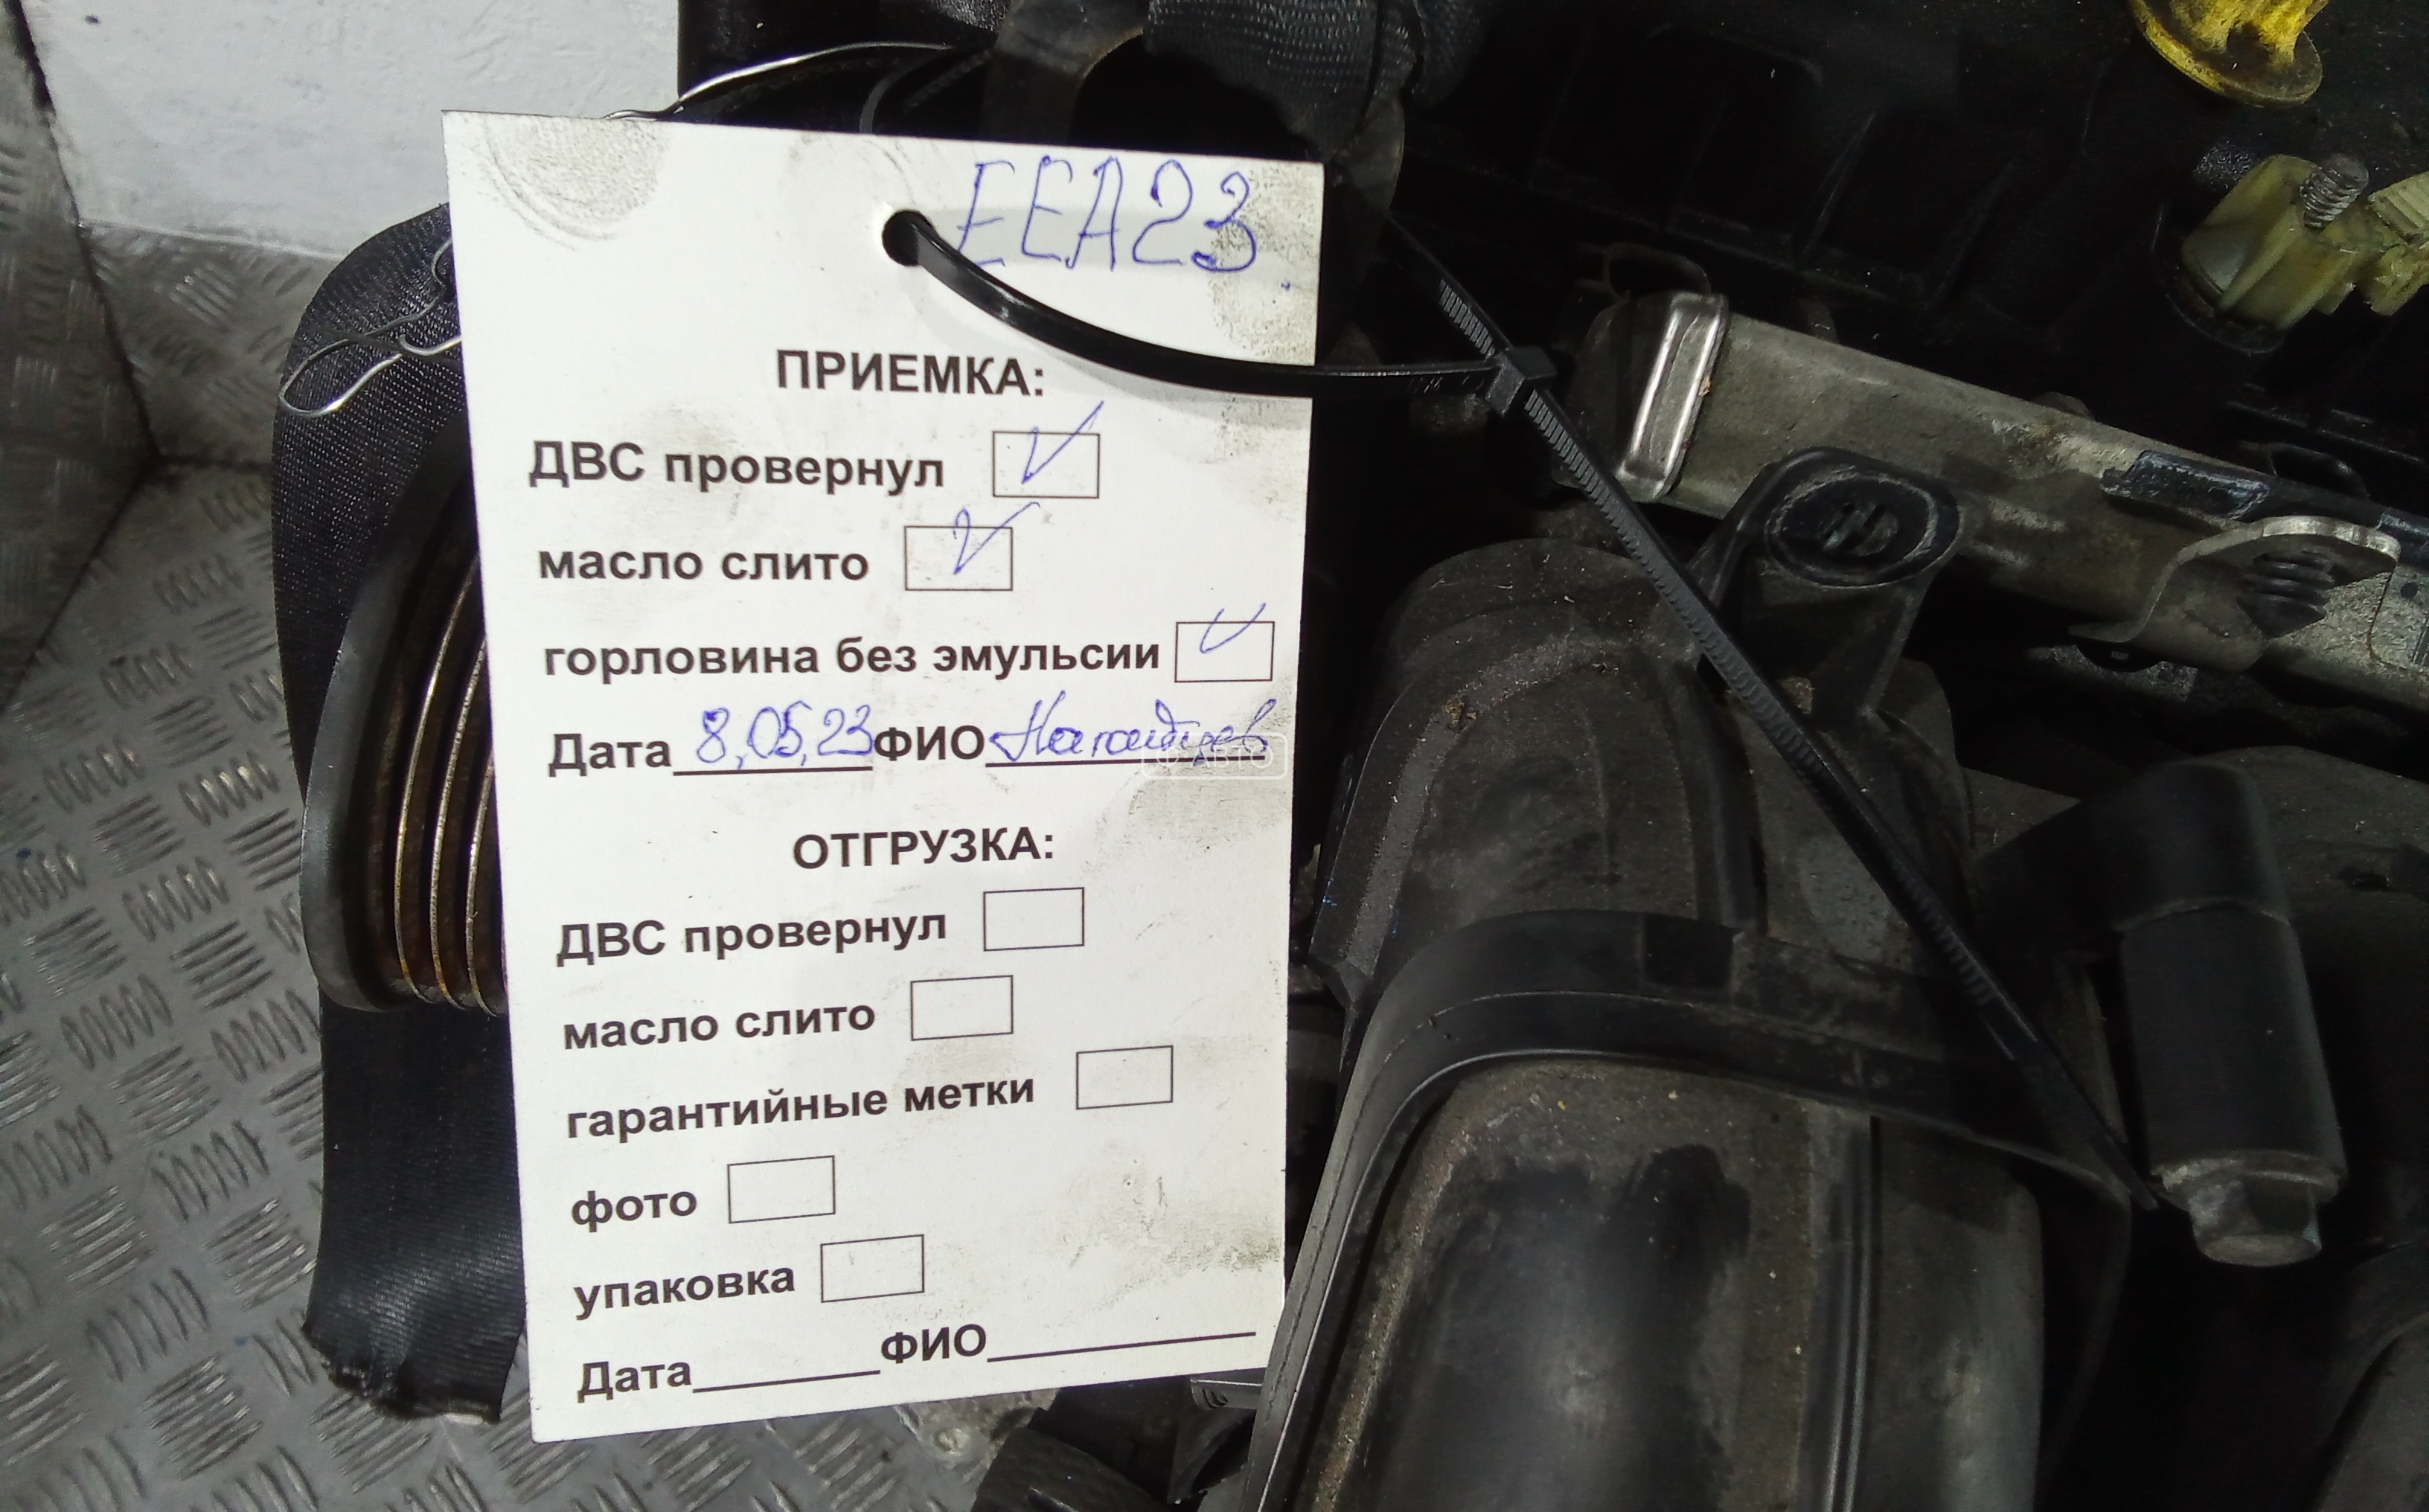 EEA23
ПРИЕМКА:
ДВС провернул
масло слито
горловина без эмульсии
Дата 8,05,23 ФИО
АВТО
ОТГРУЗКА:
ДВС провернул
масло слито
гарантийные метки
фото
упаковка
Дата ФИО